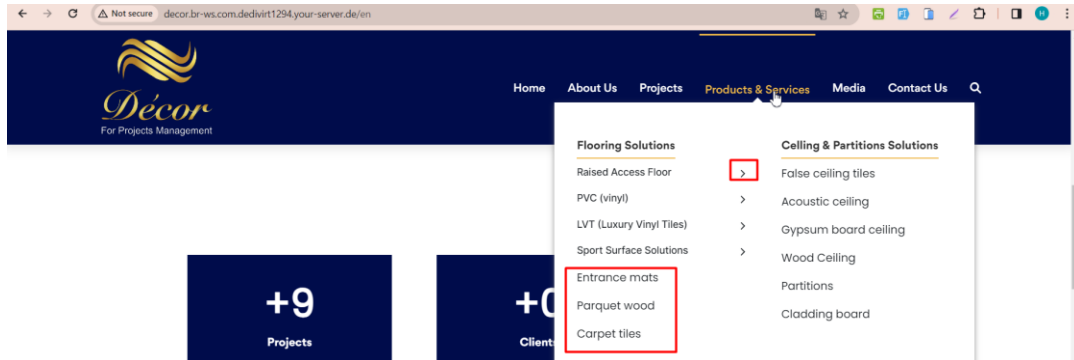 Not secure decor.br-ws.com.dedivirt1294.your-server.de/en
Décor
For Projects Management
Home About Us Projects Products & Services Media Contact Us
Flooring Solutions
Raised Access Floor
PVC (vinyl)
LVT (Luxury Vinyl Tiles)
Sport Surface Solutions
Entrance mats
Parquet wood
Carpet tiles
Celling & Partitions Solutions
False ceiling tiles
Acoustic ceiling
Gypsum board ceiling
Wood Ceiling
Partitions
Cladding board
+9
Projects